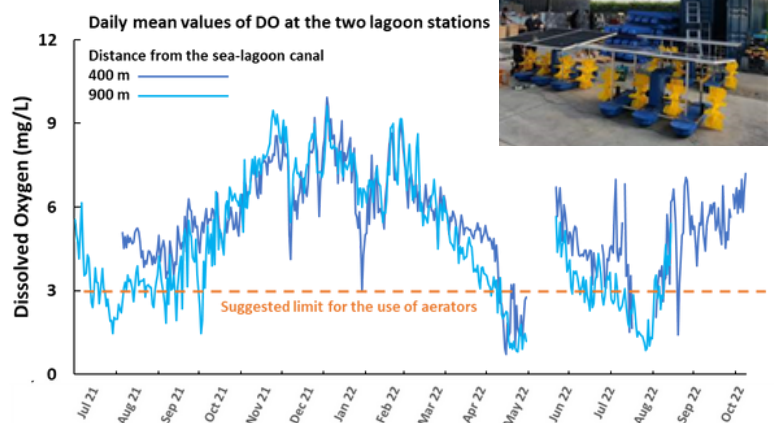 Daily mean values of DO at the two lagoon stations
12
Distance from the sea-lagoon canal
400 m
900 m
9
Dissolved Oxygen (mg/L)
6
3
Suggested limit for the use of aerators
0
Jul 21
Aug 21
Sep 21
Oct 21
Nov 21
Dec 21
Jan 22
Feb 22
Mar 22
Apr 22
May 22
Jun 22
Jul 22
Aug 22
Sep 22
Oct 22